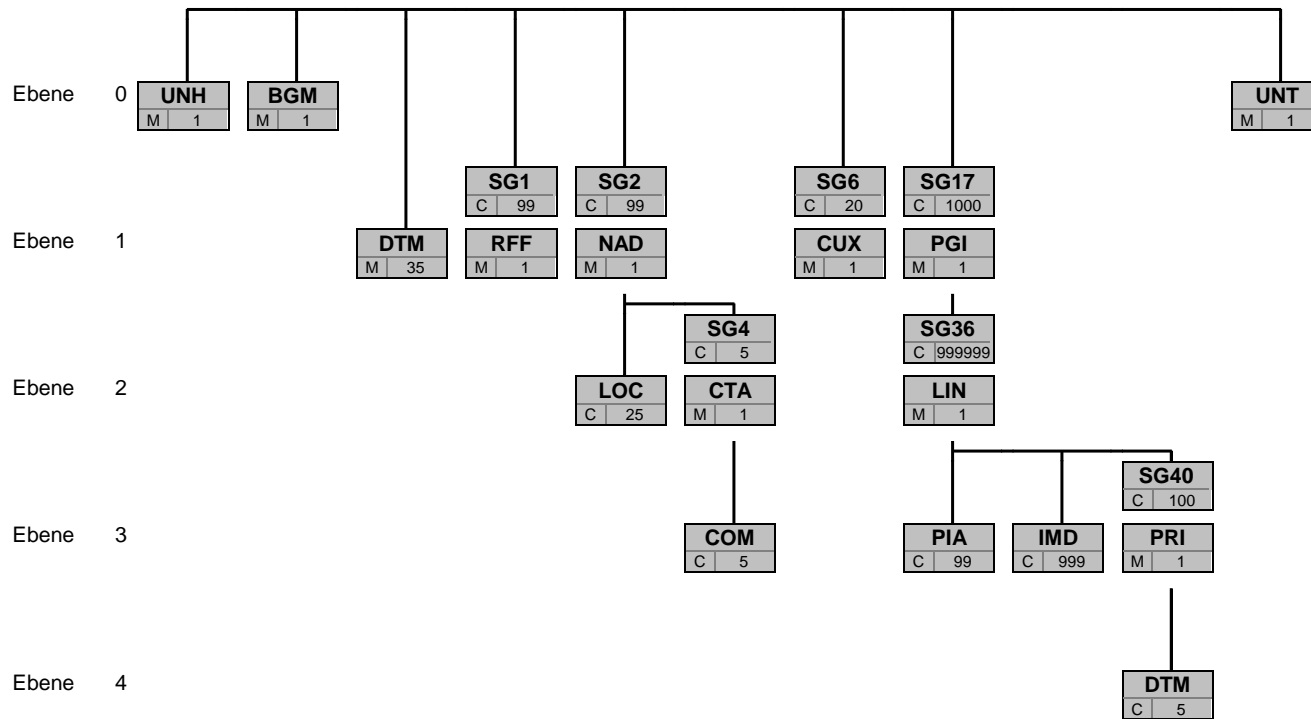 Ebene 0 UNH BGM UNT
M 1 M 1 M 1
SG1 SG2 SG6 SG17
C 99 C 99 C 20 C 1000
Ebene 1 DTM RFF NAD CUX PGI
M 35 M 1 M 1 M 1 M 1
SG4 SG36
C 5 C 999999
Ebene 2 LOC CTA LIN
C 25 M 1 M 1
SG40
C 100
Ebene 3 COM PIA IMD PRI
C 5 C 99 C 999 M 1
Ebene 4 DTM
C 5